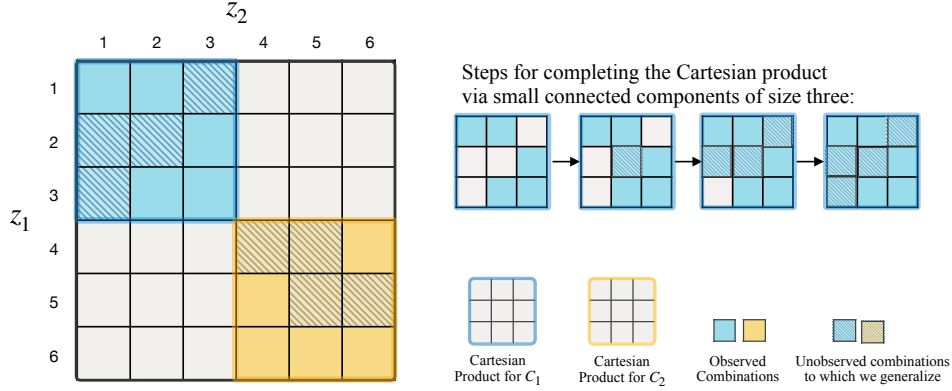 z2
1 2 3 4 5 6
z1
1
2
3
4
5
6
Steps for completing the Cartesian product
via small connected components of size three:
Cartesian
Product for C1
Cartesian
Product for C2
Observed
Combinations
Unobserved combinations
to which we generalize